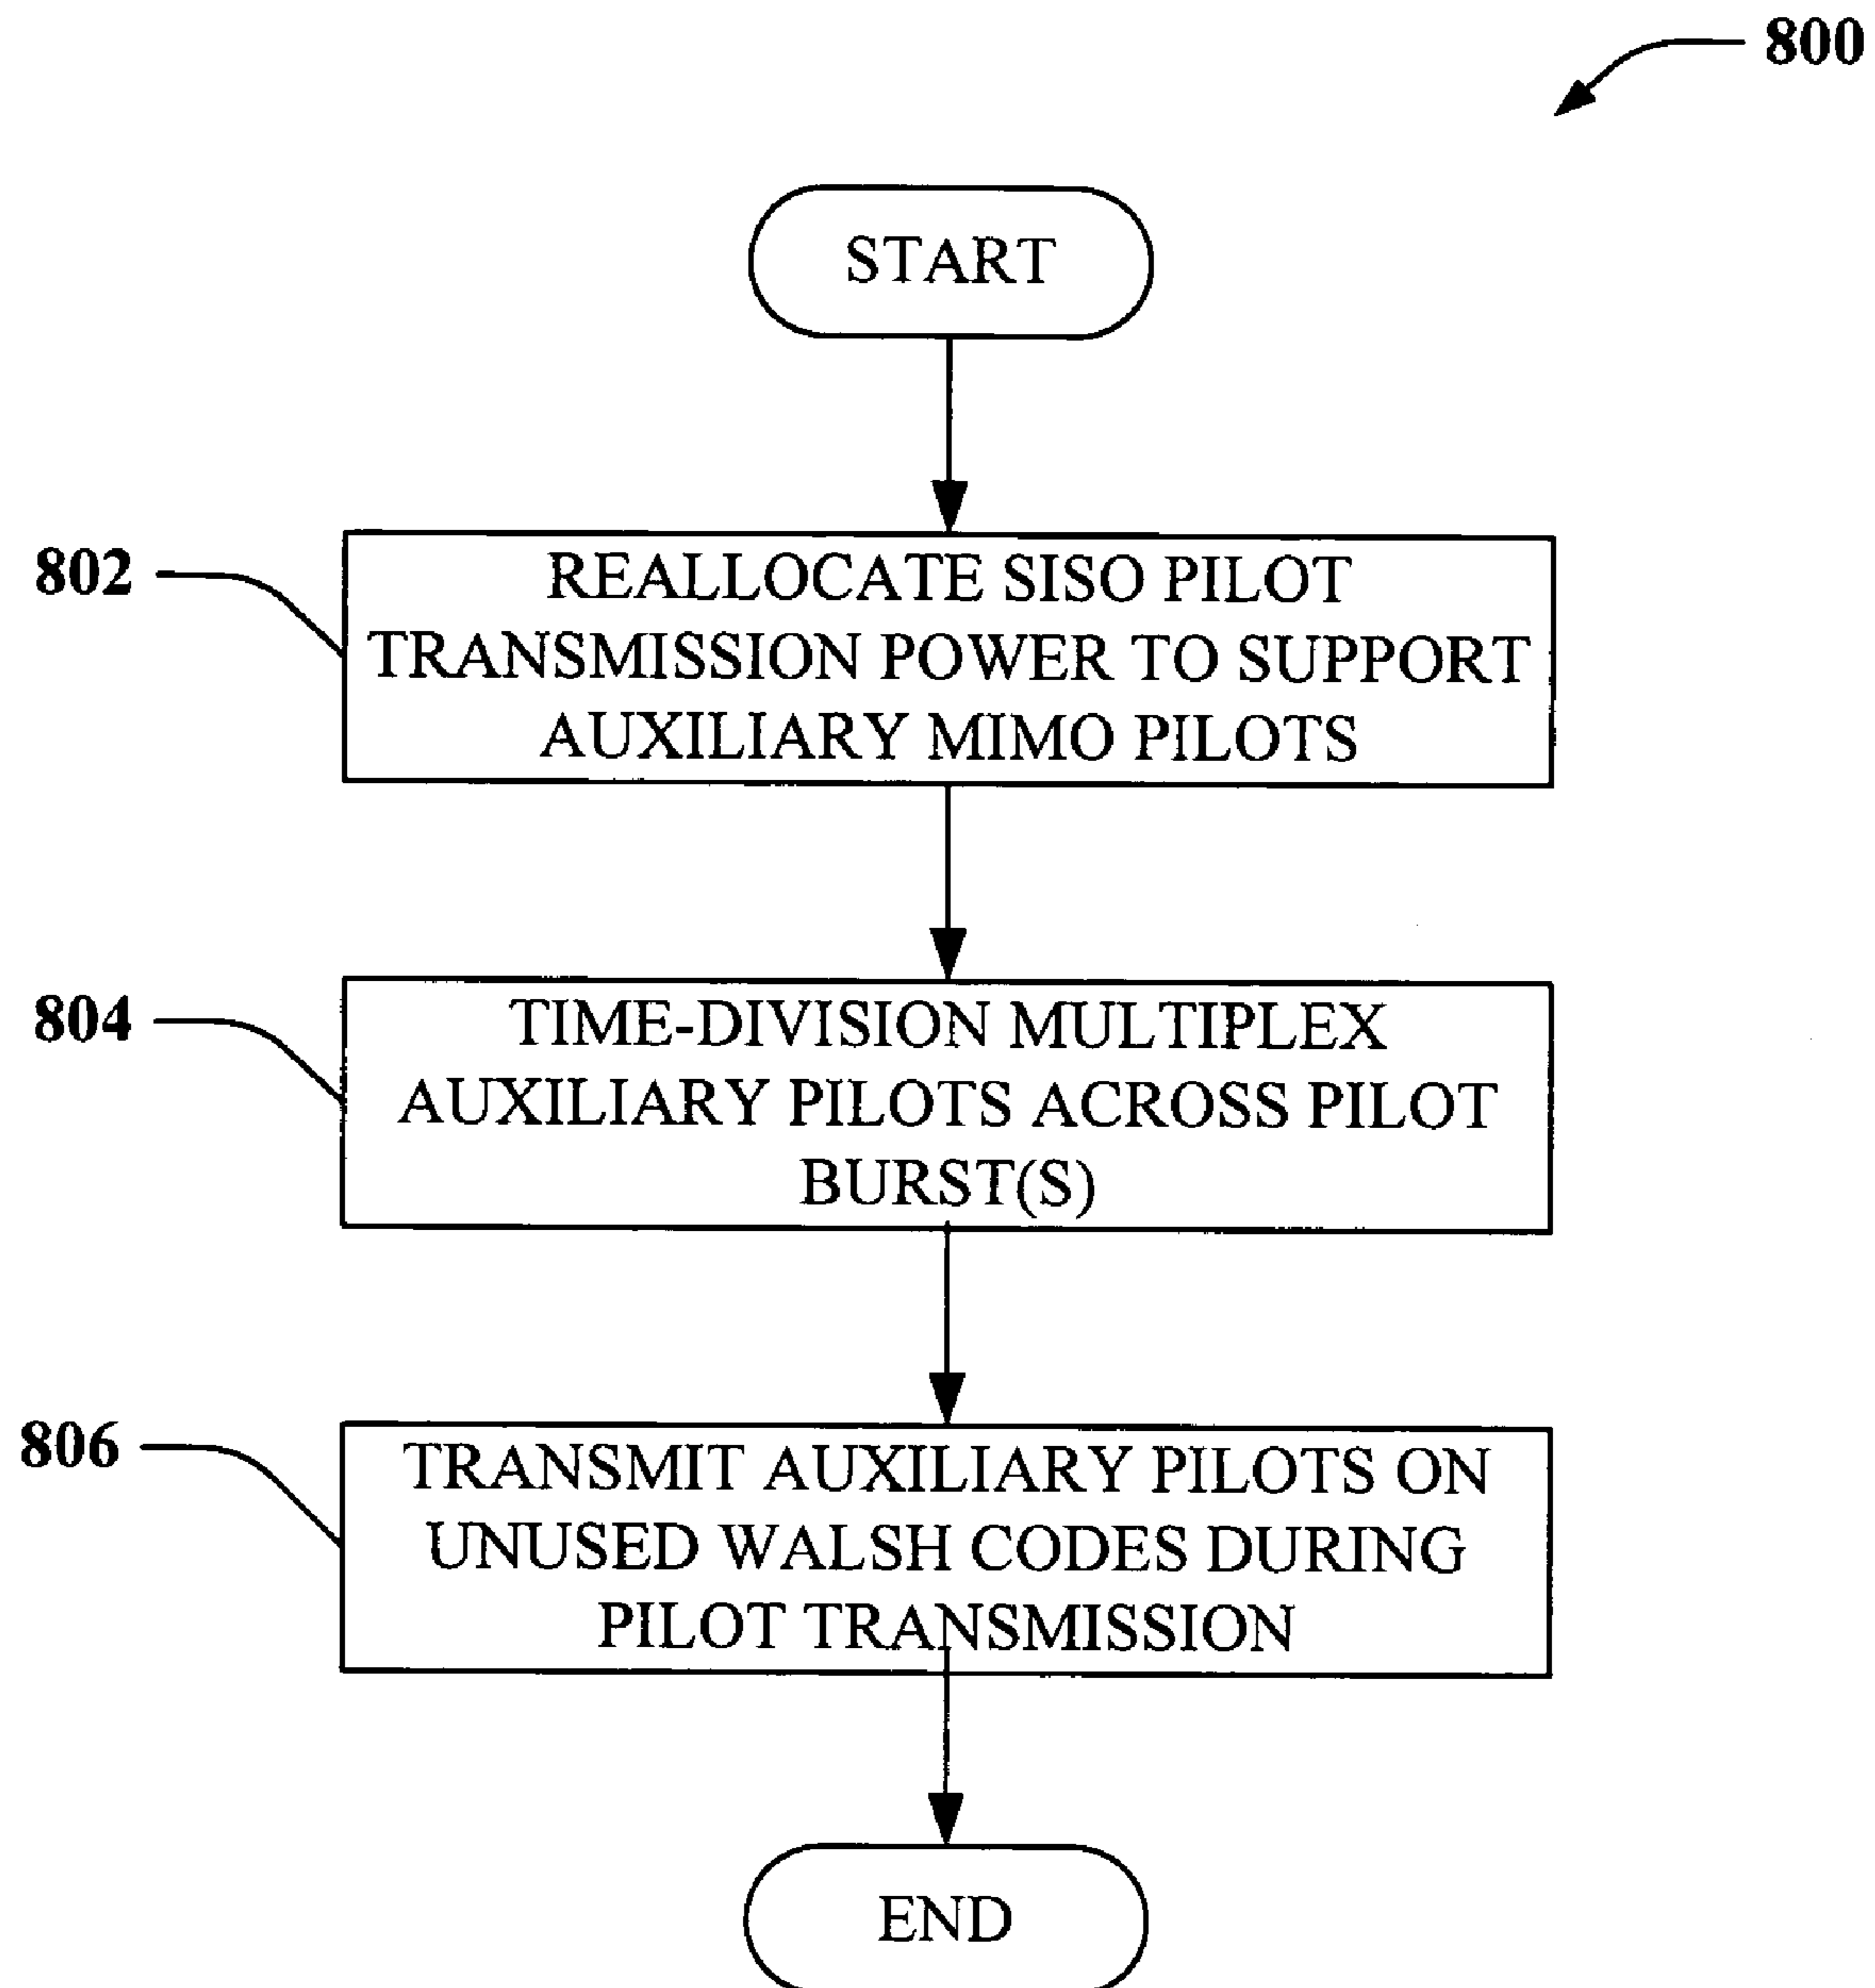 800
START
802
REALLOCATE SISO PILOT
TRANSMISSION POWER TO SUPPORT
AUXILIARY MIMO PILOTS
804
TIME-DIVISION MULTIPLEX
AUXILIARY PILOTS ACROSS PILOT
BURST(S)
806
TRANSMIT AUXILIARY PILOTS ON
UNUSED WALSH CODES DURING
PILOT TRANSMISSION
END